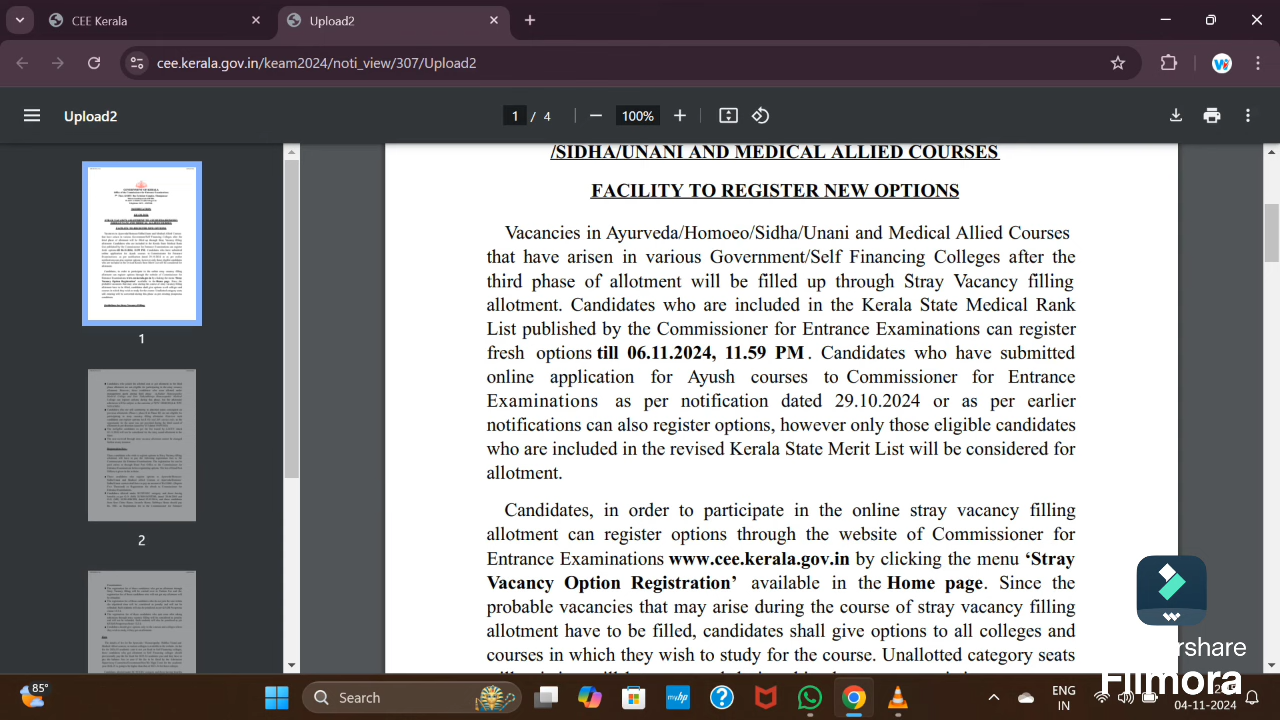 CEE Kerala
Upload2
cee.kerala.gov.in/keam2024/noti_view/307/Upload2
Upload2
1 / 4
100%
/SIDHA/UNANI AND MEDICAL ALLIED COURSES
FACILITY TO REGISTER THE OPTIONS
Vacancies in Ayurveda/Homoeo/Sidha/Unani and Medical Allied Courses
that have arisen in various Government/Self Financing Colleges after the
third phase of allotment will be filled through Stray Vacancy filling
allotment. Candidates who are included in the Kerala State Medical Rank
List published by the Commissioner for Entrance Examinations can register
fresh options till 06.11.2024, 11.59 PM. Candidates who have submitted
online application for Ayush courses to Commissioner for Entrance
Examinations as per notification dated 29.10.2024 or as per earlier
notification can also register options, however only those eligible candidates
included in in the revised State Medical Rank List will be considered for
allotment.
Candidates, in order to participate in the online stray vacancy filling
allotment can register options through the website of Commissioner for
Entrance Examinations www.cee.kerala.gov.in by clicking the menu ‘Stray
Vacancy Option Registration’ available in the Home page. Since the
probable vacancies that may arise during the course of stray vacancy filling
allotment are to be filled, candidates shall give options to all colleges and
courses in which they wish to study for the course. Unallotted category seats
1
2
Filmora
85°
Search
ENG
IN
04-11-2024